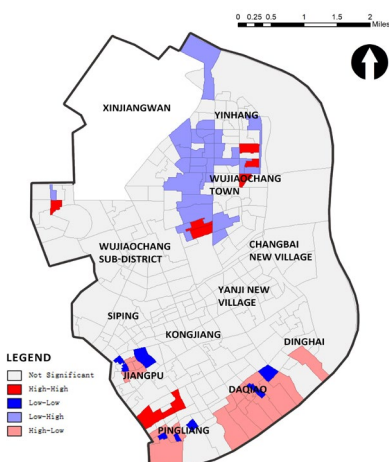 0 0.25 0.5 1 1.5 2
Miles
XINJIANGWAN
YINHANG
WUJIAOCHANG
TOWN
WUJIAOCHANG
SUB-DISTRICT
CHANGBAI
NEW VILLAGE
YANJI NEW
VILLAGE
SIPING
KONGJIANG
DINGHAI
JIANGPU
DAQIAO
PINGLIANG
LEGEND
Not Significant
High-High
Low-Low
Low-High
High-Low